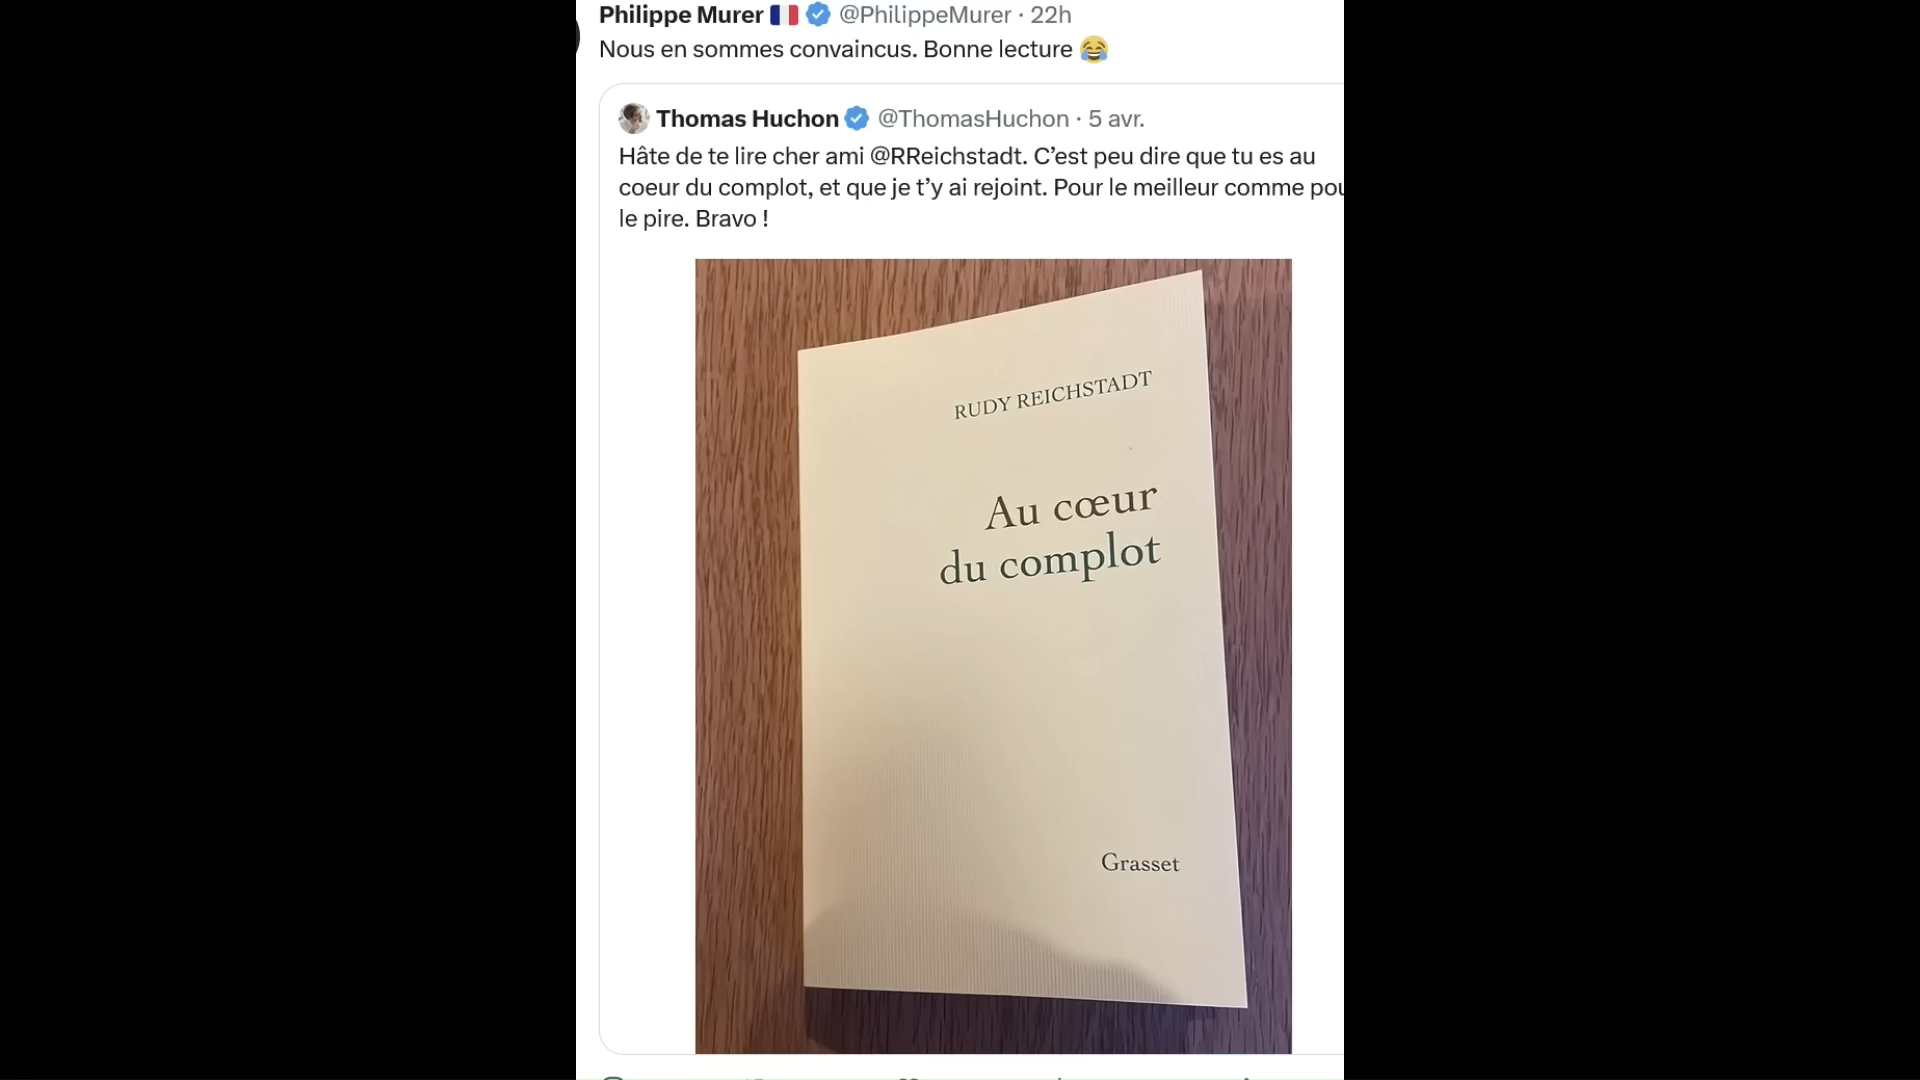 Philippe Murer 🇫🇷 @PhilippeMurer · 22h
Nous en sommes convaincus. Bonne lecture 😂
Thomas Huchon @ThomasHuchon · 5 avr.
Hâte de te lire cher ami @RReichstadt. C’est peu dire que tu es au
coeur du complot, et que je t’y ai rejoint. Pour le meilleur comme pou
le pire. Bravo !
RUDY REICHSTADT
Au cœur
du complot
Grasset